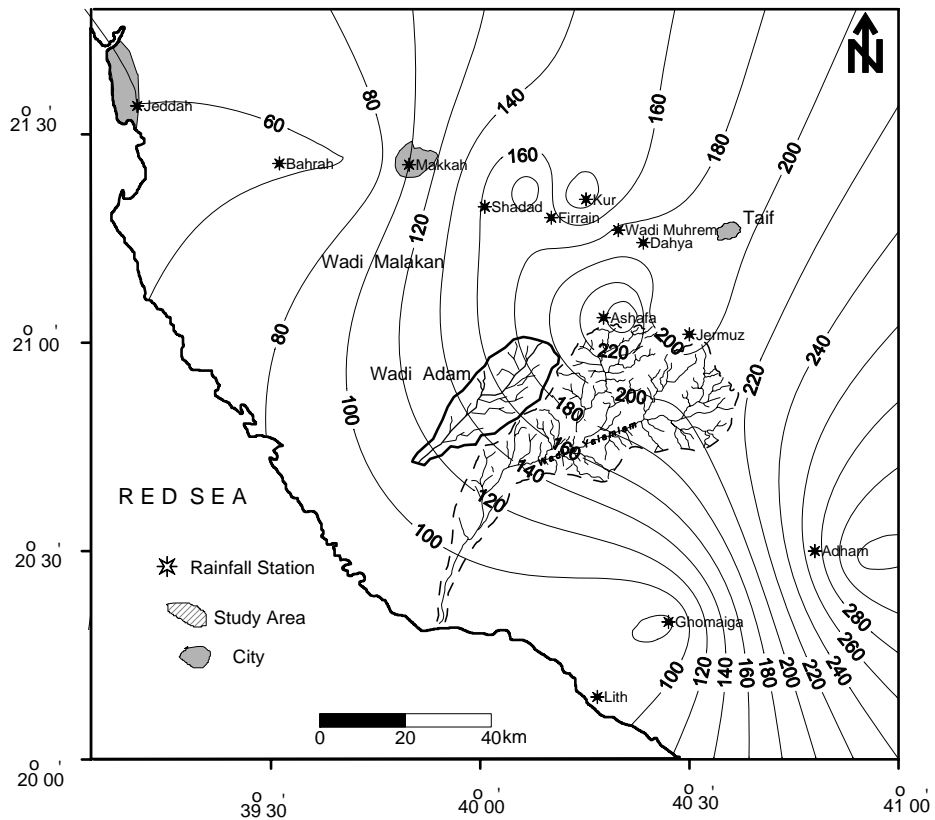 N
80
140
160
Jeddah
21° 30'
60
180
Bahrah
Makkah
160
200
Kur
Shadad
Firrain
Taif
120
Wadi Muhrem
Dahya
Wadi Malakan
Ashafa
80
200
Jermuz
240
21° 00'
220
Wadi Adam
220
200
100
180
160
Wadi Yalamlam
140
RED SEA
120
100
Adham
20° 30'
Rainfall Station
Study Area
Ghomaiga
280
City
260
100
120
140
160
180
200
220
240
Lith
0
20
40km
20° 00'
39° 30'
40° 00'
40° 30'
41° 00'